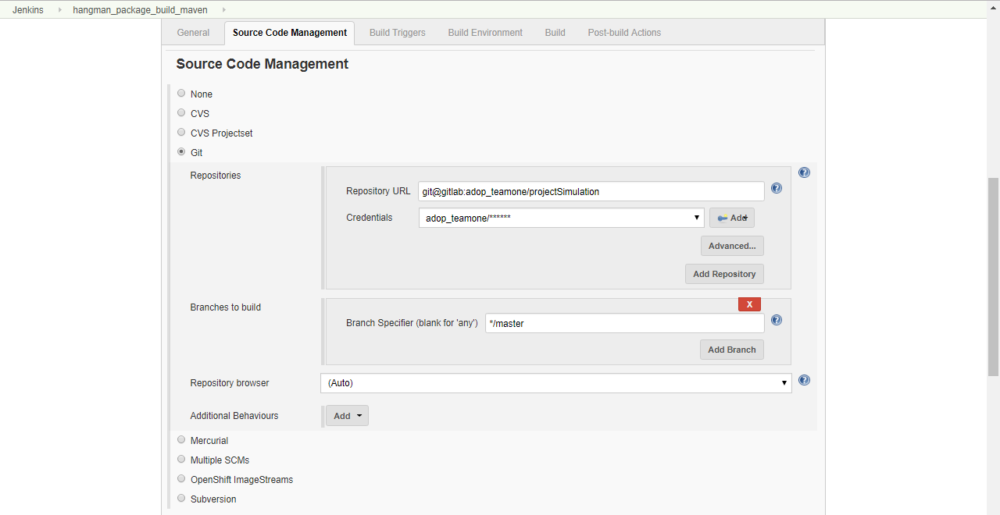 Jenkins hangman_package_build_maven
General Source Code Management Build Triggers Build Environment Build Post-build Actions
Source Code Management
None
CVS
CVS Projectset
Git
Repositories
Repository URL git@gitlab:adop_teamone/projectSimulation
Credentials adop_teamone/****** Add
Advanced...
Add Repository
Branches to build
X
Branch Specifier (blank for 'any') */master
Add Branch
Repository browser (Auto)
Additional Behaviours Add
Mercurial
Multiple SCMs
OpenShift ImageStreams
Subversion